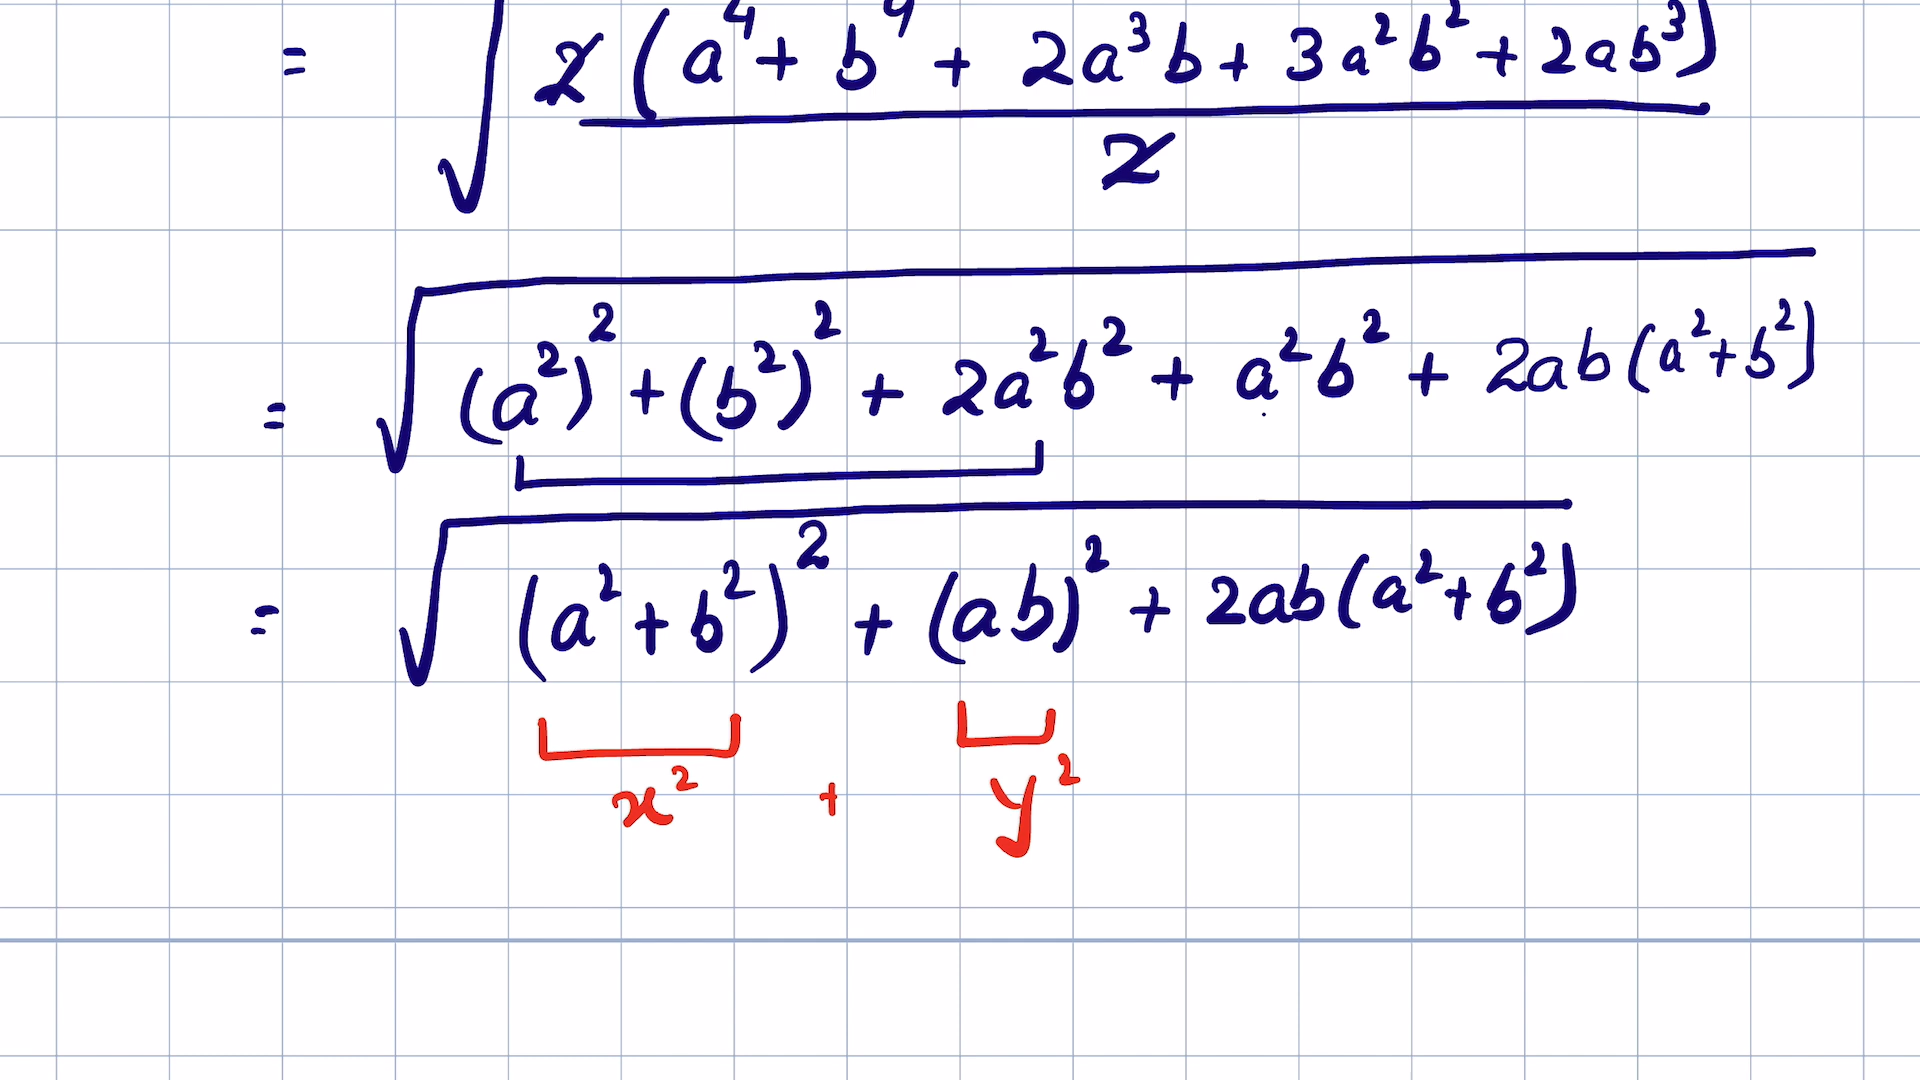 = √ 2(a⁴ + b⁴ + 2a³b + 3a²b² + 2ab³)
2
= √ (a²)² + (b²)² + 2a²b² + a²b² + 2ab(a²+b²)
= √ (a²+b²)² + (ab)² + 2ab(a²+b²)
x² + y²